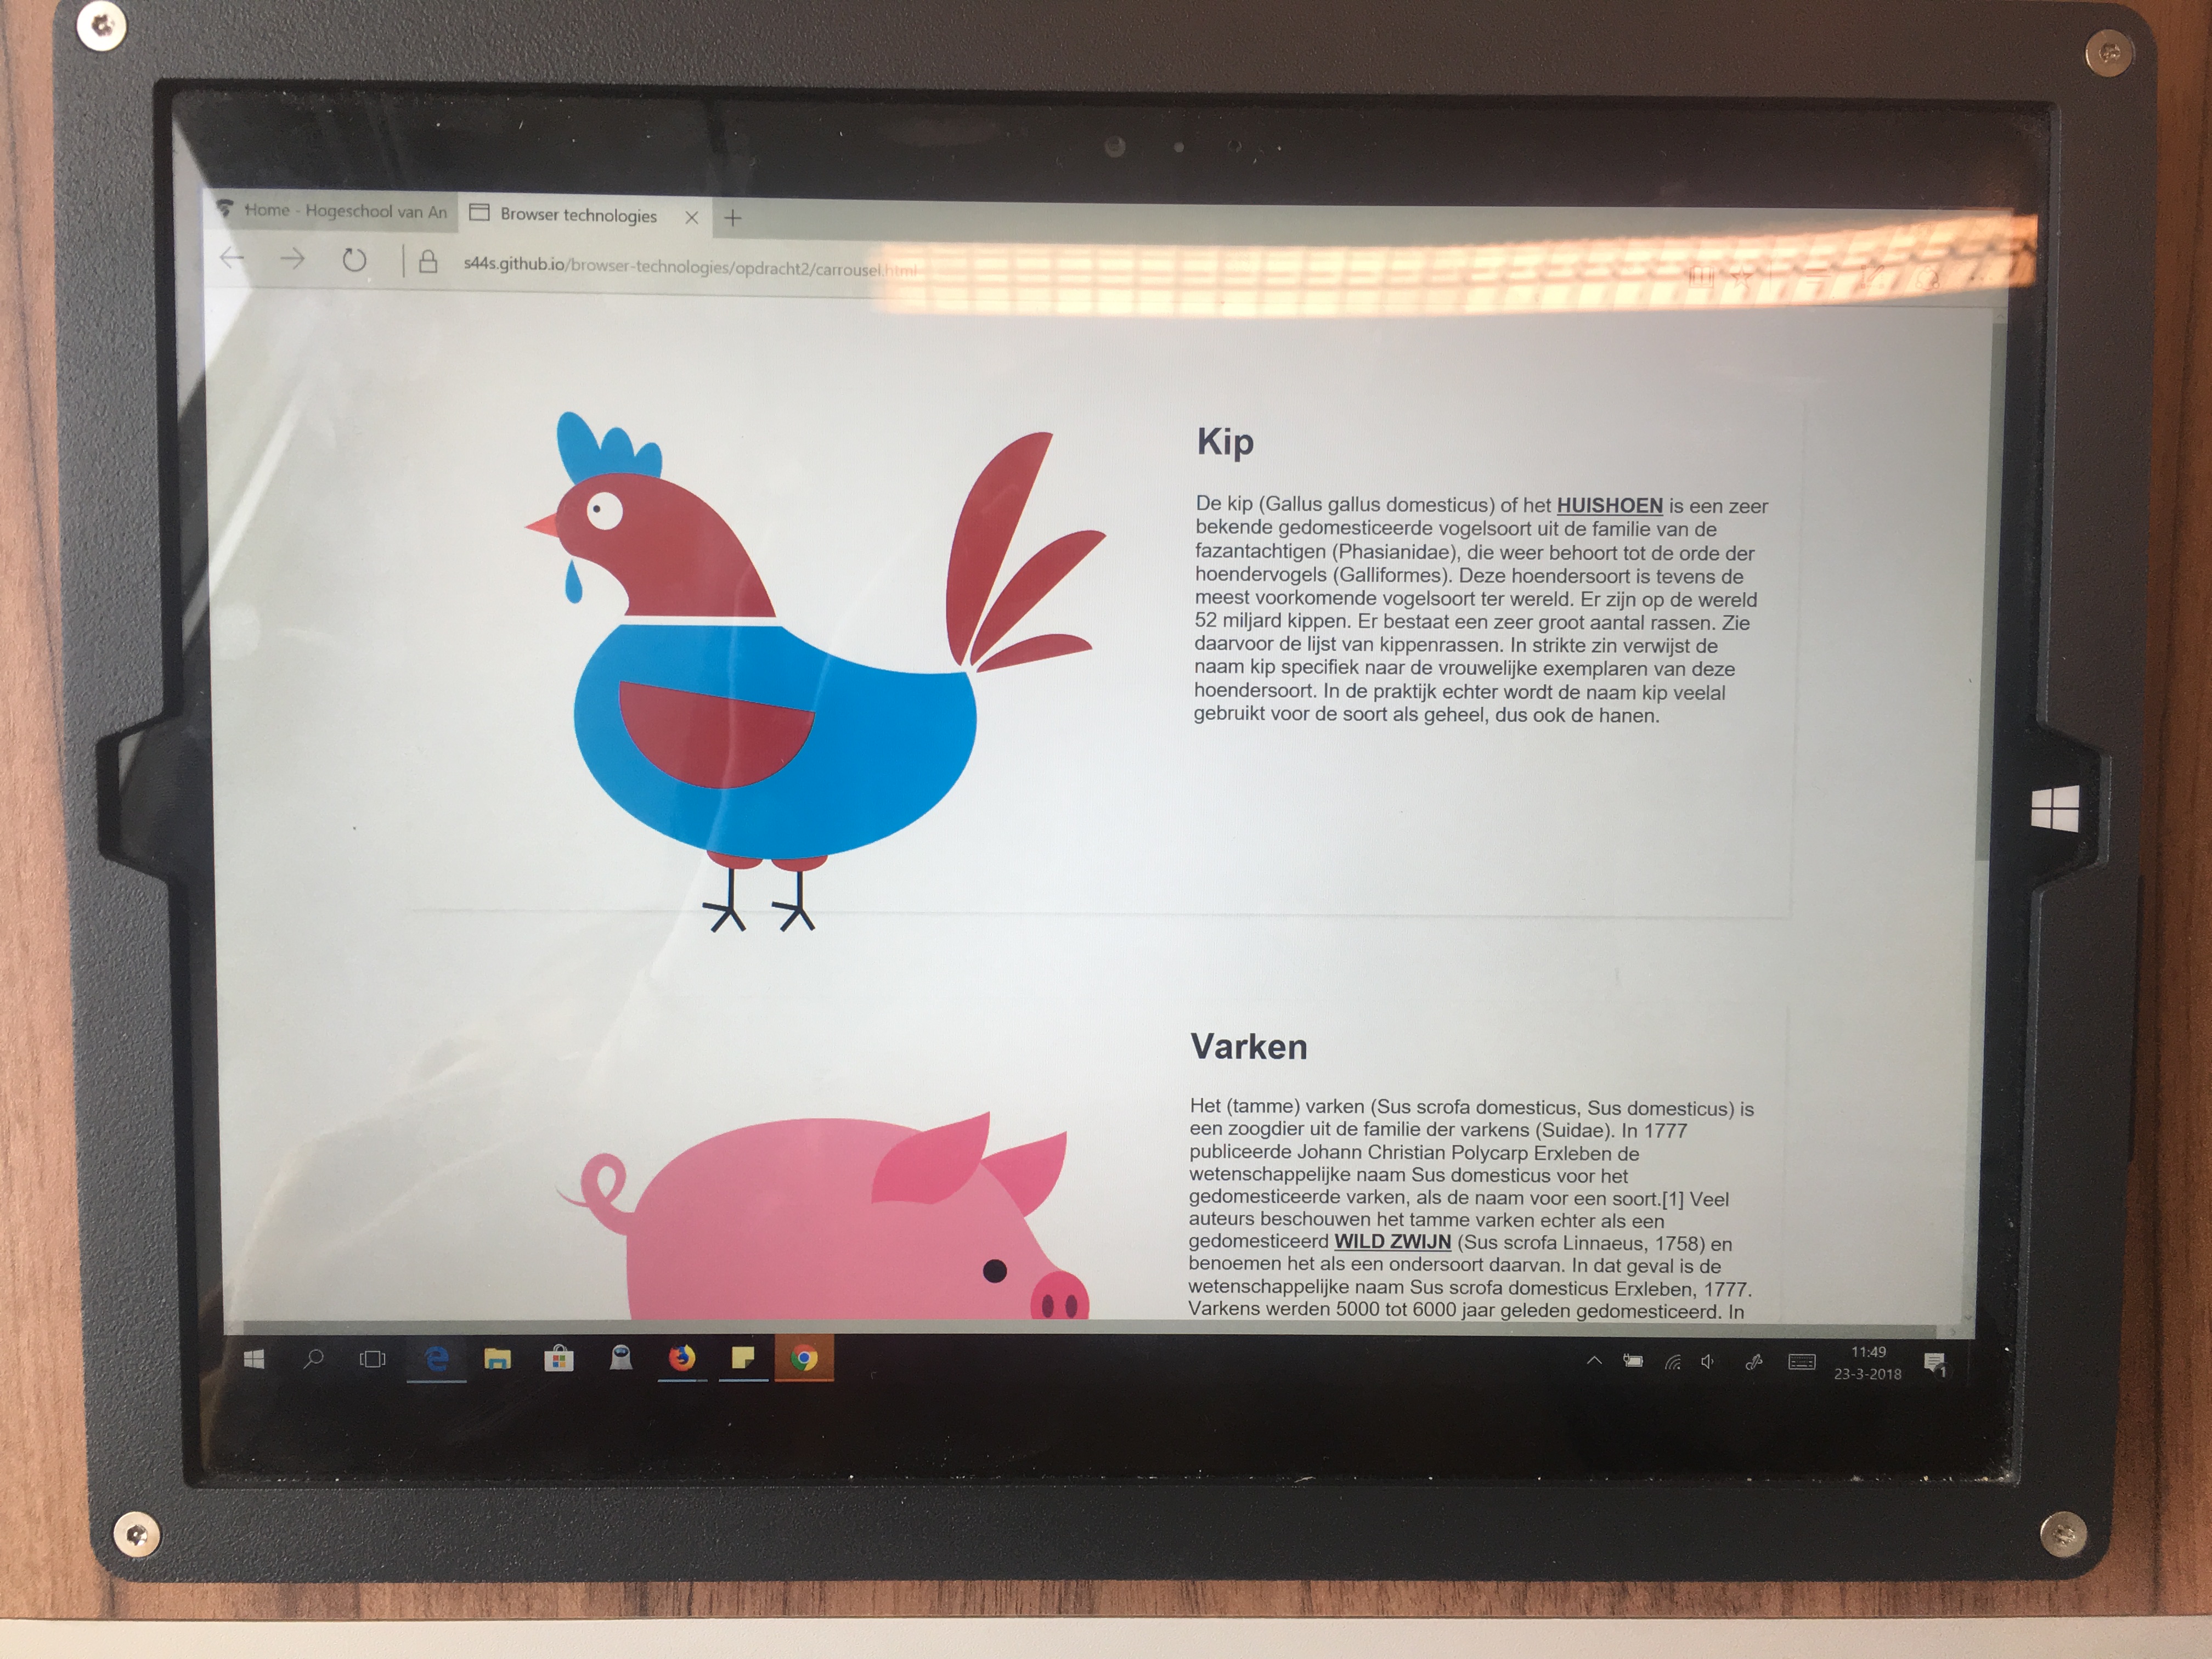 Home - Hogeschool van An
Browser technologies
s44s.github.io/browser-technologies/opdracht2/carrousel.html
Kip
De kip (Gallus gallus domesticus) of het HUISHOEN is een zeer
bekende gedomesticeerde vogelsoort uit de familie van de
fazantachtigen (Phasianidae), die weer behoort tot de orde der
hoendervogels (Galliformes). Deze hoendersoort is tevens de
meest voorkomende vogelsoort ter wereld. Er zijn op de wereld
52 miljard kippen. Er bestaat een zeer groot aantal rassen. Zie
daarvoor de lijst van kippenrassen. In strikte zin verwijst de
naam kip specifiek naar de vrouwelijke exemplaren van deze
hoendersoort. In de praktijk echter wordt de naam kip veelal
gebruikt voor de soort als geheel, dus ook de hanen.
Varken
Het (tamme) varken (Sus scrofa domesticus, Sus domesticus) is
een zoogdier uit de familie der varkens (Suidae). In 1777
publiceerde Johann Christian Polycarp Erxleben de
wetenschappelijke naam Sus domesticus voor het
gedomesticeerde varken, als de naam voor een soort.[1] Veel
auteurs beschouwen het tamme varken echter als een
gedomesticeerd WILD ZWIJN (Sus scrofa Linnaeus, 1758) en
benoemen het als een ondersoort daarvan. In dat geval is de
wetenschappelijke naam Sus scrofa domesticus Erxleben, 1777.
Varkens werden 5000 tot 6000 jaar geleden gedomesticeerd. In
11:49
23-3-2018
1